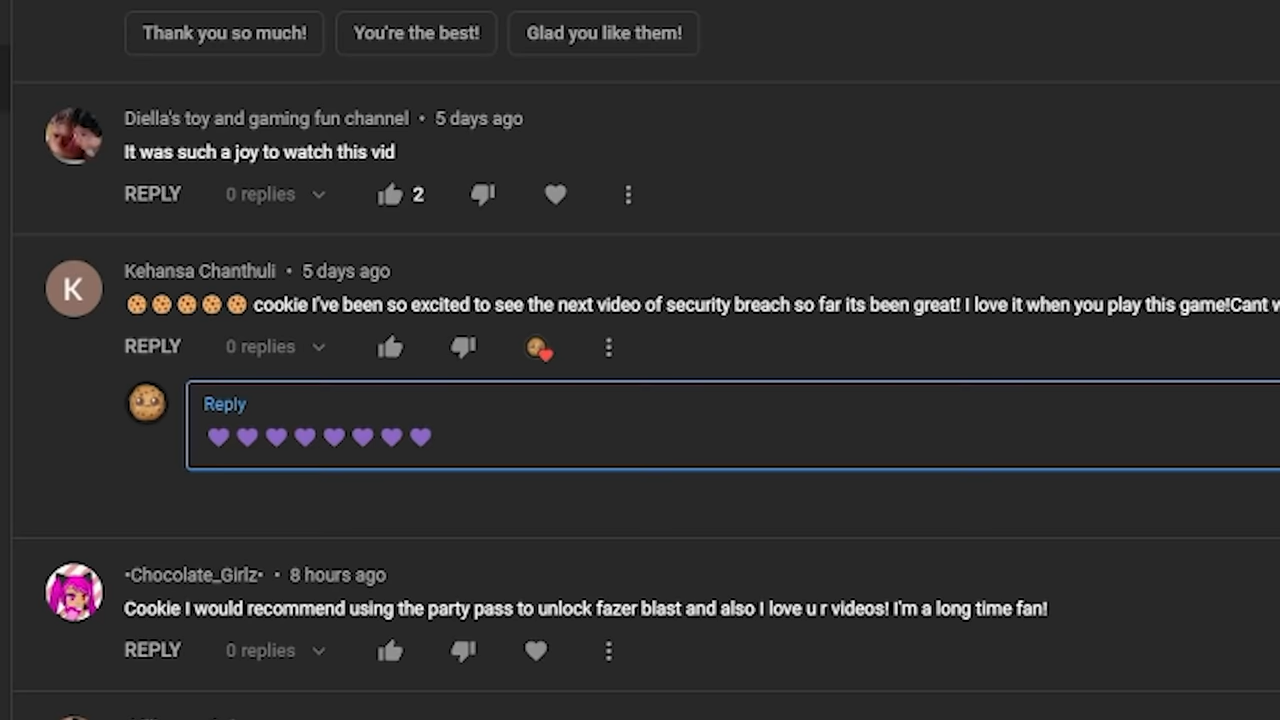 Thank you so much! You're the best! Glad you like them!
Diella's toy and gaming fun channel • 5 days ago
It was such a joy to watch this vid
REPLY 0 replies 2
K
Kehansa Chanthuli • 5 days ago
🍪🍪🍪🍪🍪 cookie I've been so excited to see the next video of security breach so far its been great! I love it when you play this game!Cant
REPLY 0 replies
Reply
💜💜💜💜💜💜💜💜
•Chocolate_Girlz• • 8 hours ago
Cookie I would recommend using the party pass to unlock fazer blast and also I love u r videos! I'm a long time fan!
REPLY 0 replies